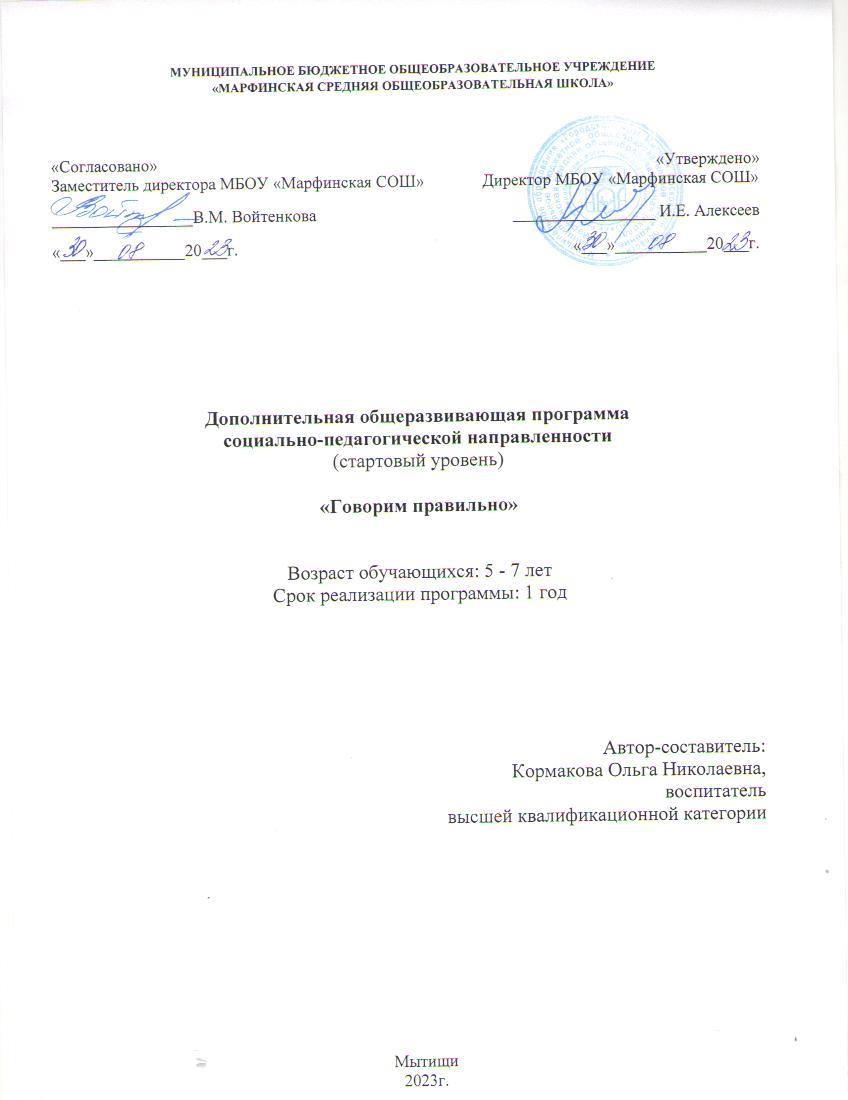 МУНИЦИПАЛЬНОЕ БЮДЖЕТНОЕ ОБЩЕОБРАЗОВАТЕЛЬНОЕ УЧРЕЖДЕНИЕ
«МАРФИНСКАЯ СРЕДНЯЯ ОБЩЕОБРАЗОВАТЕЛЬНАЯ ШКОЛА»
«Согласовано»
Заместитель директора МБОУ «Марфинская СОШ»
В.М. Войтенкова
«30» 08 2023г.
«Утверждено»
Директор МБОУ «Марфинская СОШ»
И.Е. Алексеев
«30» 08 2023г.
Дополнительная общеразвивающая программа
социально-педагогической направленности
(стартовый уровень)
«Говорим правильно»
Возраст обучающихся: 5 - 7 лет
Срок реализации программы: 1 год
Автор-составитель:
Кормакова Ольга Николаевна,
воспитатель
высшей квалификационной категории
Мытищи
2023г.